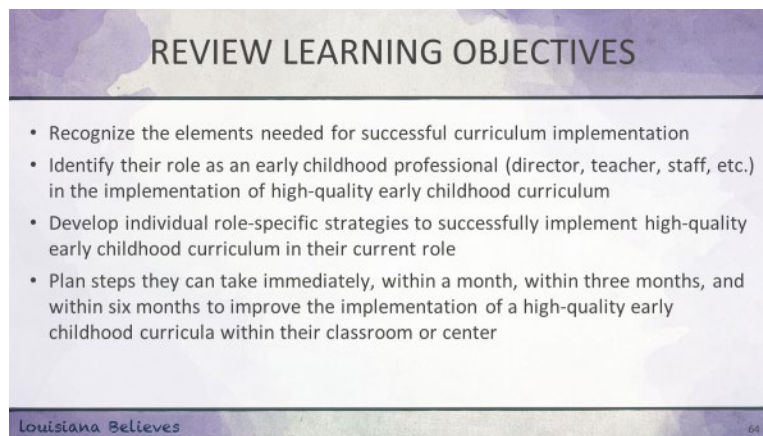 REVIEW LEARNING OBJECTIVES
• Recognize the elements needed for successful curriculum implementation
• Identify their role as an early childhood professional (director, teacher, staff, etc.)
in the implementation of high-quality early childhood curriculum
• Develop individual role-specific strategies to successfully implement high-quality
early childhood curriculum in their current role
• Plan steps they can take immediately, within a month, within three months, and
within six months to improve the implementation of a high-quality early
childhood curricula within their classroom or center
Louisiana Believes
64